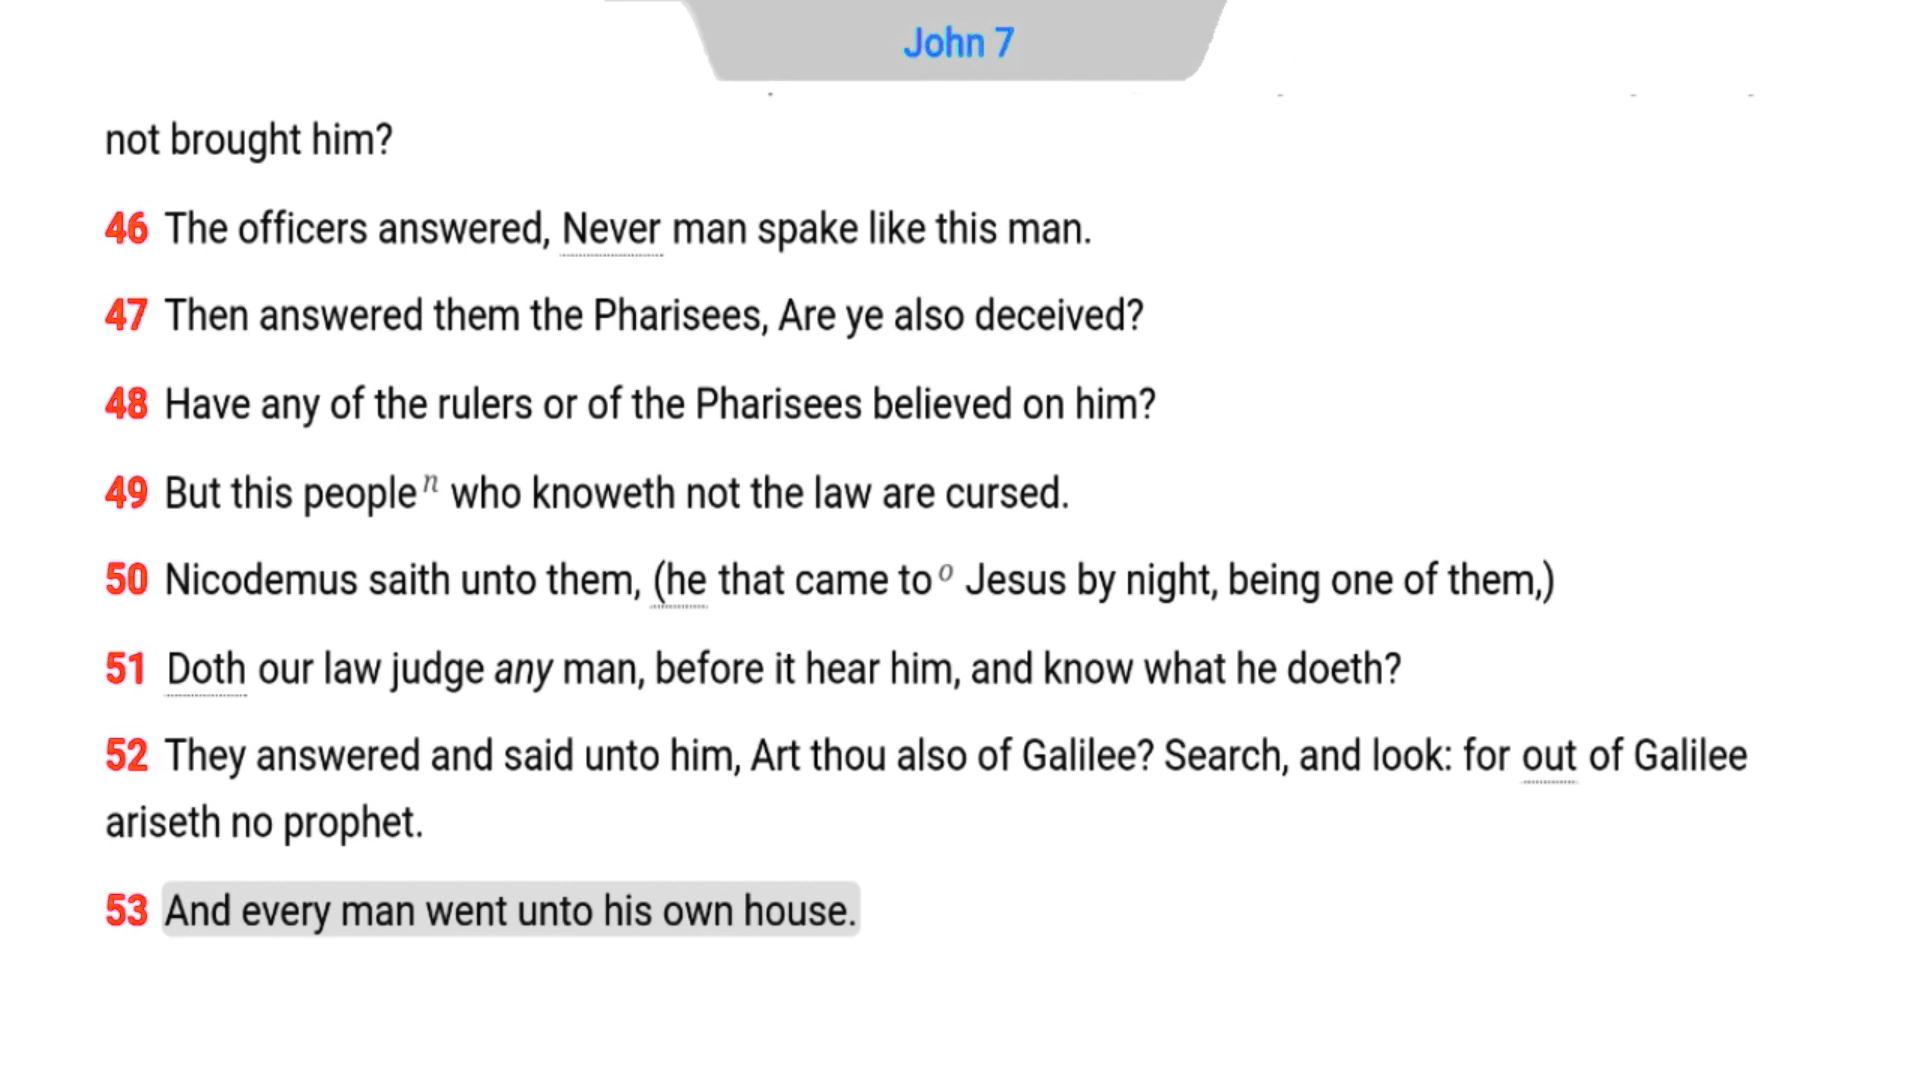 John 7
not brought him?
46 The officers answered, Never man spake like this man.
47 Then answered them the Pharisees, Are ye also deceived?
48 Have any of the rulers or of the Pharisees believed on him?
49 But this people n who knoweth not the law are cursed.
50 Nicodemus saith unto them, (he that came to o Jesus by night, being one of them,)
51 Doth our law judge any man, before it hear him, and know what he doeth?
52 They answered and said unto him, Art thou also of Galilee? Search, and look: for out of Galilee
ariseth no prophet.
53 And every man went unto his own house.